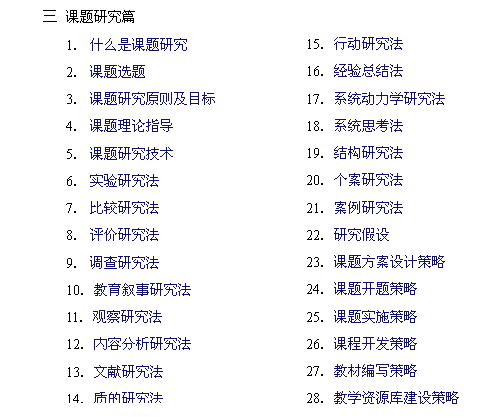 三 课题研究篇
1. 什么是课题研究
2. 课题选题
3. 课题研究原则及目标
4. 课题理论指导
5. 课题研究技术
6. 实验研究法
7. 比较研究法
8. 评价研究法
9. 调查研究法
10. 教育叙事研究法
11. 观察研究法
12. 内容分析研究法
13. 文献研究法
14. 质的研究法
15. 行动研究法
16. 经验总结法
17. 系统动力学研究法
18. 系统思考法
19. 结构研究法
20. 个案研究法
21. 案例研究法
22. 研究假设
23. 课题方案设计策略
24. 课题开题策略
25. 课题实施策略
26. 课程开发策略
27. 教材编写策略
28. 教学资源库建设策略